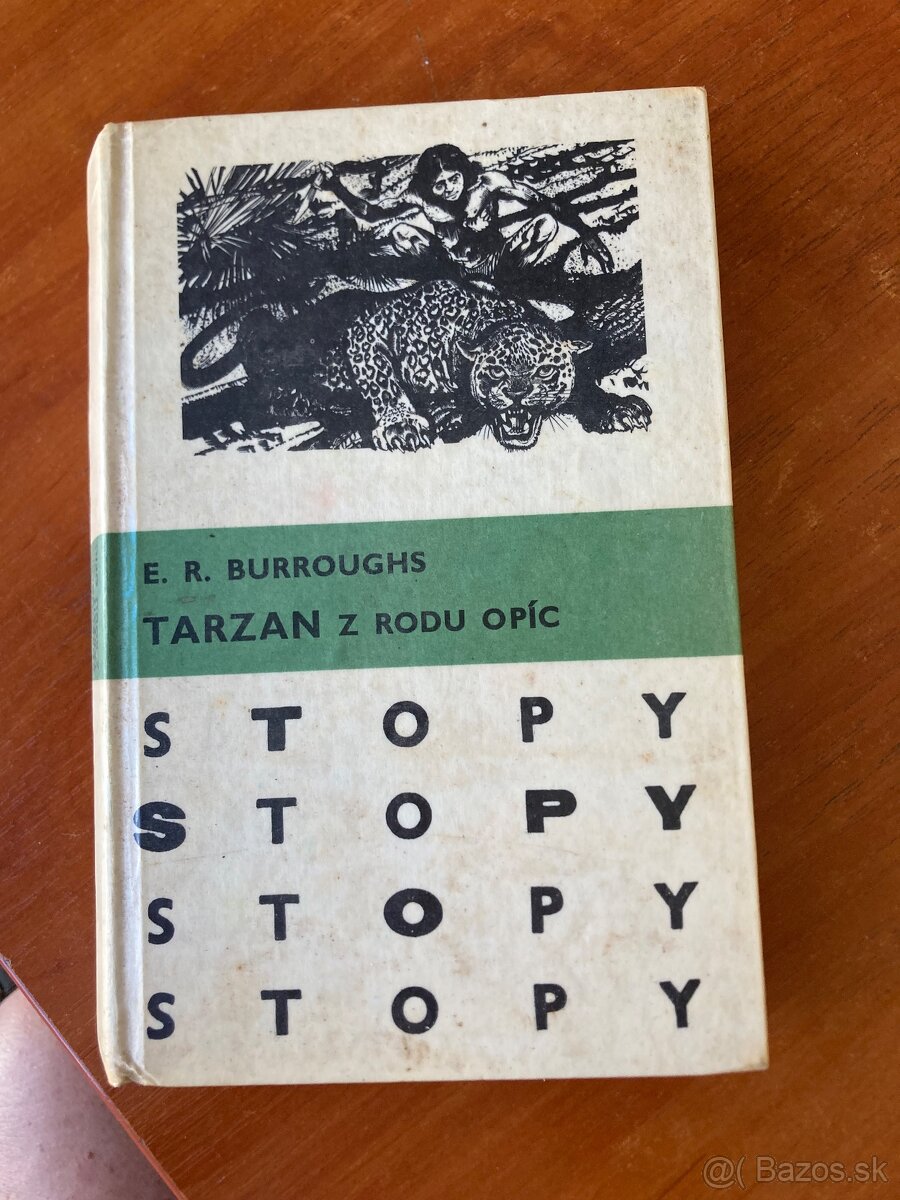 E. R. BURROUGHS
TARZAN Z RODU OPÍC
S T O P Y
S T O P Y
S T O P Y
S T O P Y
@( Bazos.sk